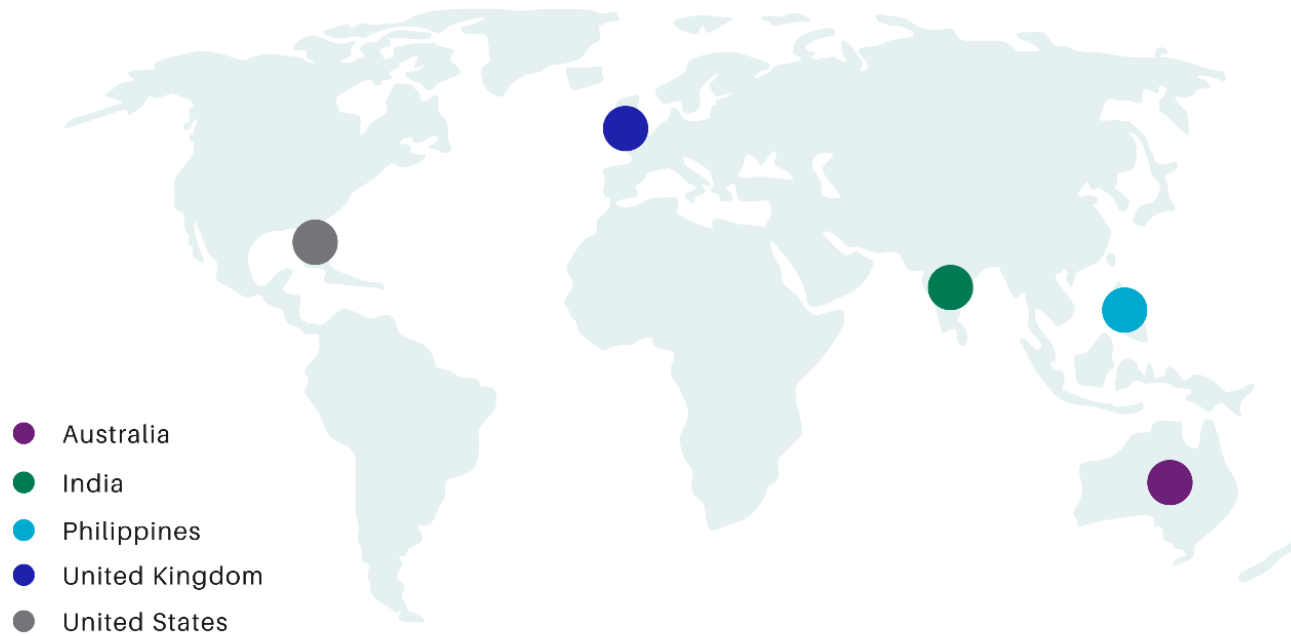 Australia
India
Philippines
United Kingdom
United States